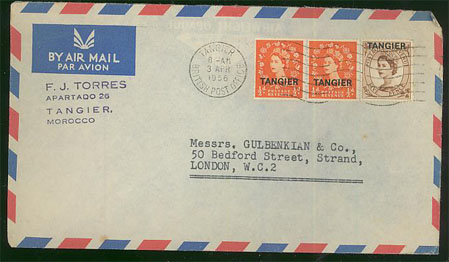 BY AIR MAIL
PAR AVION
F. J. TORRES
APARTADO 26
TANGIER,
MOROCCO
TANGIER
8 - AM
3 APR
1956
BRITISH POST OFFICE
TANGIER
TANGIER
TANGIER
Messrs. GULBENKIAN & Co.,
50 Bedford Street, Strand,
LONDON, W.C.2